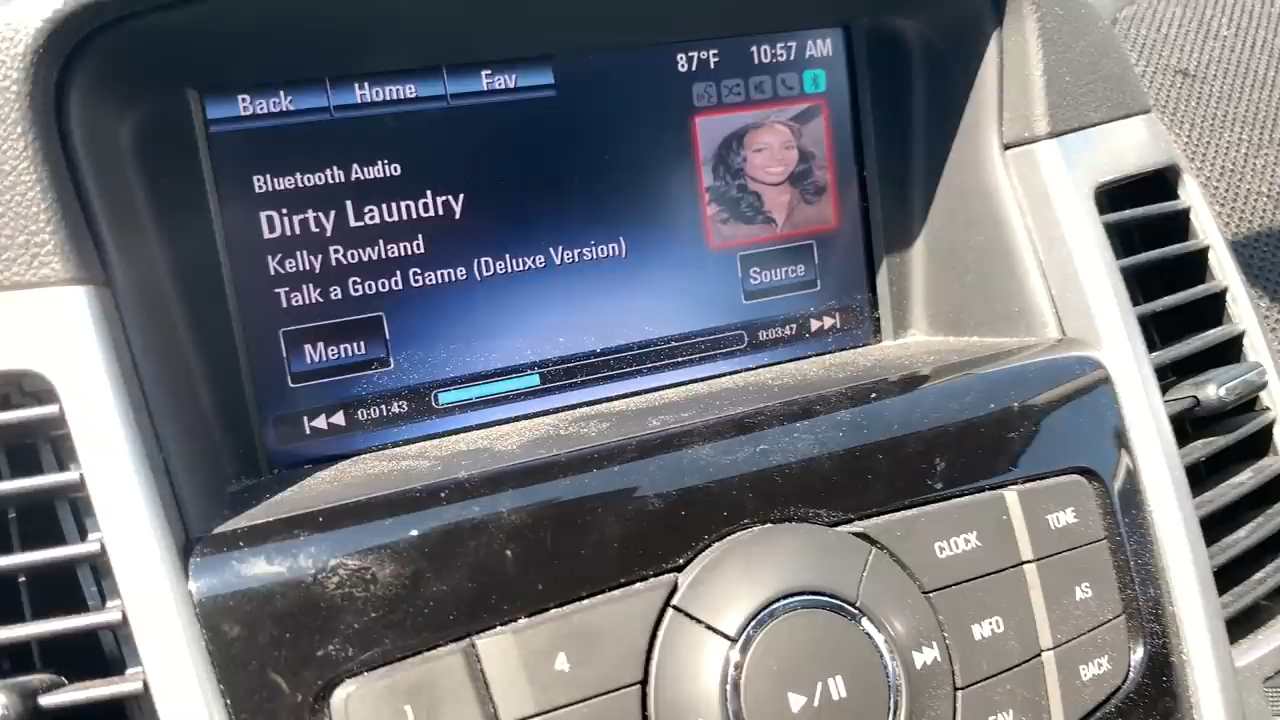 87°F 10:57 AM
Back Home Fav
Bluetooth Audio
Dirty Laundry
Kelly Rowland
Talk a Good Game (Deluxe Version)
Source
Menu
0:01:43
0:03:47
CLOCK
TONE
4
INFO
AS
BACK
FAV